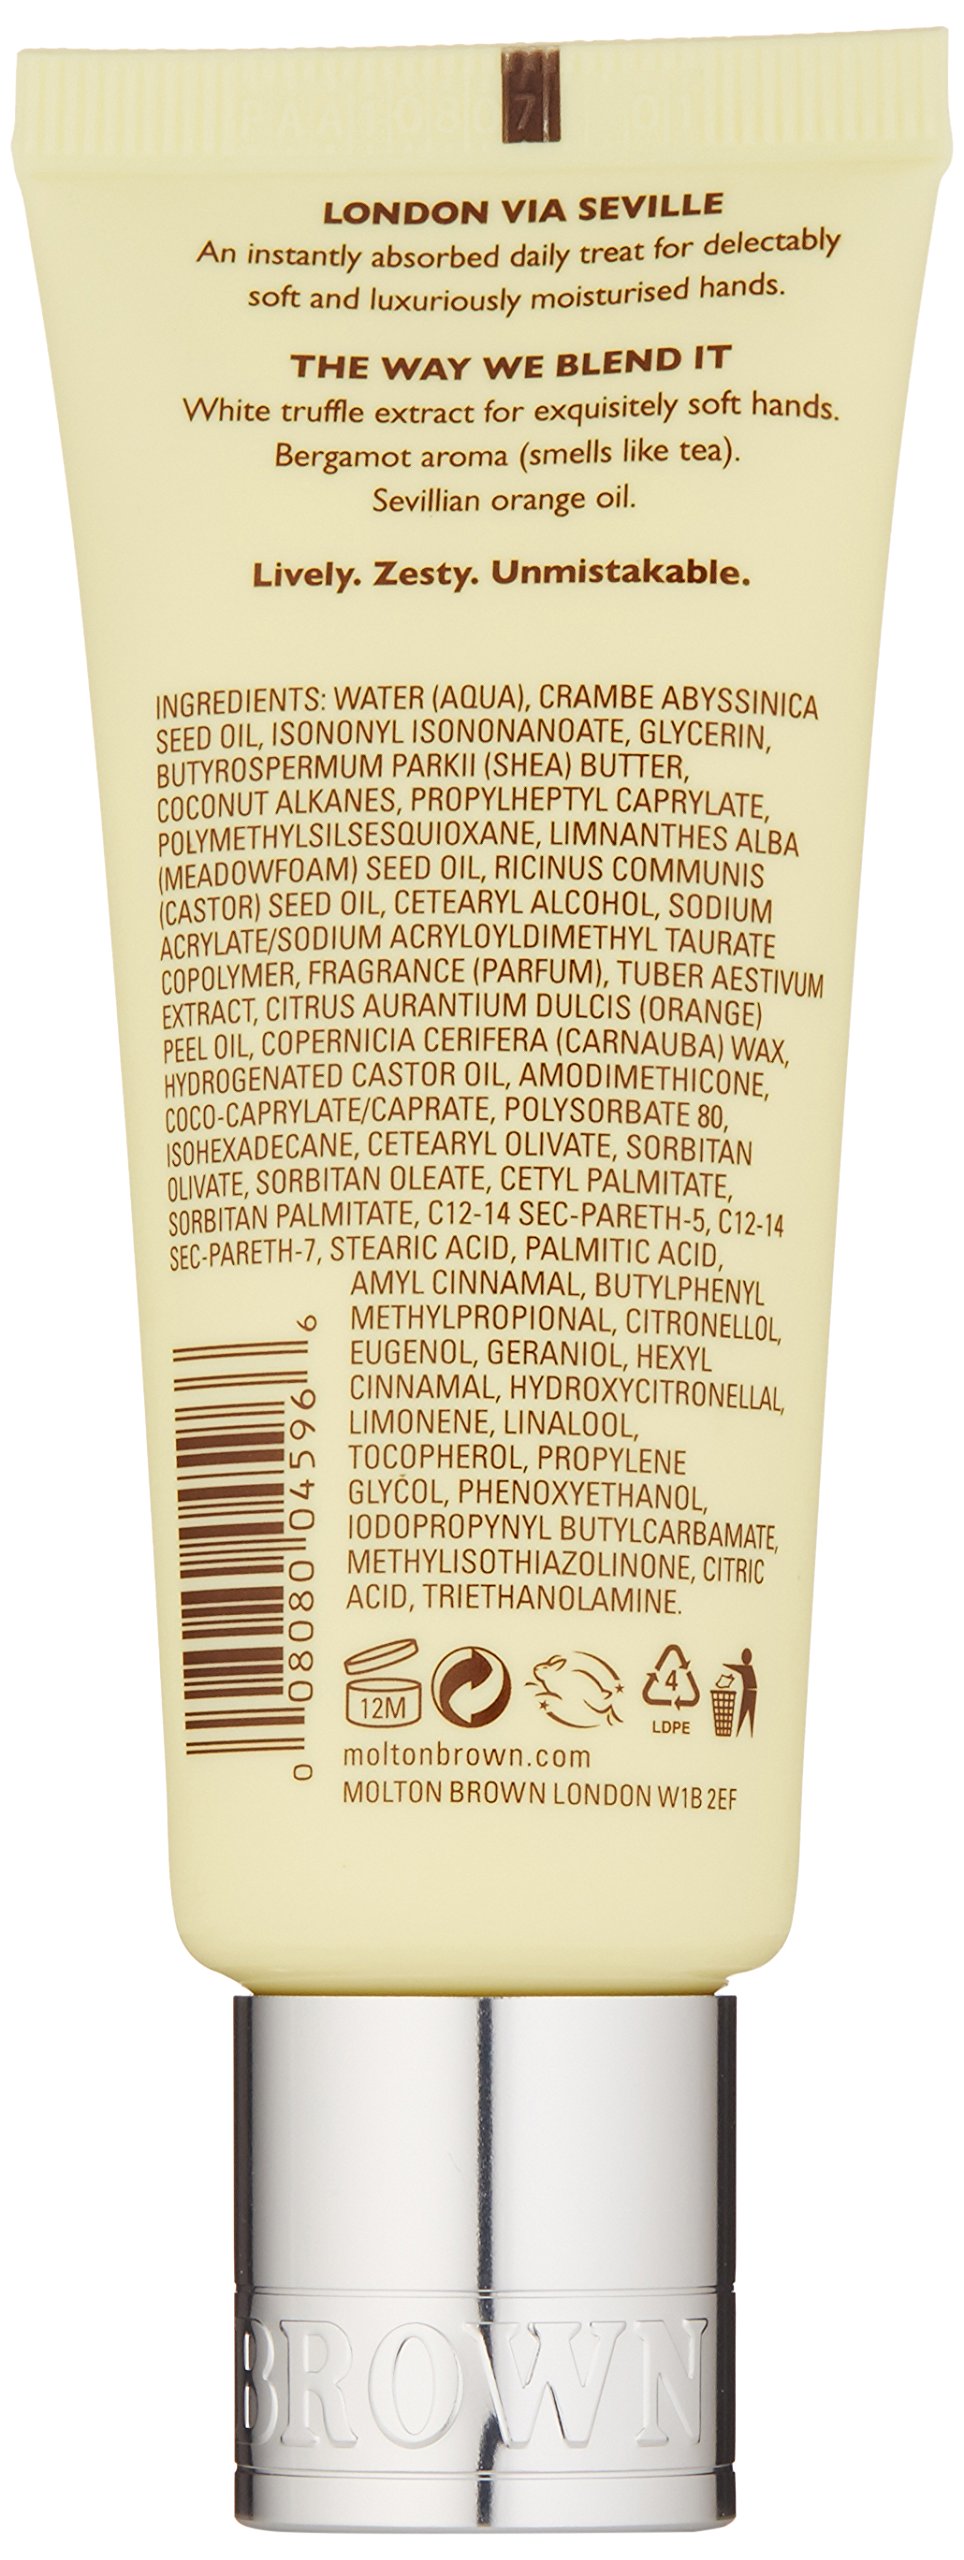 LONDON VIA SEVILLE
An instantly absorbed daily treat for delectably
soft and luxuriously moisturised hands.
THE WAY WE BLEND IT
White truffle extract for exquisitely soft hands.
Bergamot aroma (smells like tea).
Sevillian orange oil.
Lively. Zesty. Unmistakable.
INGREDIENTS: WATER (AQUA), CRAMBE ABYSSINICA
SEED OIL, ISONONYL ISONONANOATE, GLYCERIN,
BUTYROSPERMUM PARKII (SHEA) BUTTER,
COCONUT ALKANES, PROPYLHEPTYL CAPRYLATE,
POLYMETHYLSILSESQUIOXANE, LIMNANTHES ALBA
(MEADOWFOAM) SEED OIL, RICINUS COMMUNIS
(CASTOR) SEED OIL, CETEARYL ALCOHOL, SODIUM
ACRYLATE/SODIUM ACRYLOYLDIMETHYL TAURATE
COPOLYMER, FRAGRANCE (PARFUM), TUBER AESTIVUM
EXTRACT, CITRUS AURANTIUM DULCIS (ORANGE)
PEEL OIL, COPERNICIA CERIFERA (CARNAUBA) WAX,
HYDROGENATED CASTOR OIL, AMODIMETHICONE,
COCO-CAPRYLATE/CAPRATE, POLYSORBATE 80,
ISOHEXADECANE, CETEARYL OLIVATE, SORBITAN
OLIVATE, SORBITAN OLEATE, CETYL PALMITATE,
SORBITAN PALMITATE, C12-14 SEC-PARETH-5, C12-14
SEC-PARETH-7, STEARIC ACID, PALMITIC ACID,
AMYL CINNAMAL, BUTYLPHENYL
METHYLPROPIONAL, CITRONELLOL,
EUGENOL, GERANIOL, HEXYL
CINNAMAL, HYDROXYCITRONELLAL,
LIMONENE, LINALOOL,
TOCOPHEROL, PROPYLENE
GLYCOL, PHENOXYETHANOL,
IODOPROPYNYL BUTYLCARBAMATE,
METHYLISOTHIAZOLINONE, CITRIC
ACID, TRIETHANOLAMINE.
0 08080 04596 6
12M
4
LDPE
moltonbrown.com
MOLTON BROWN LONDON W1B 2EF
BROWN